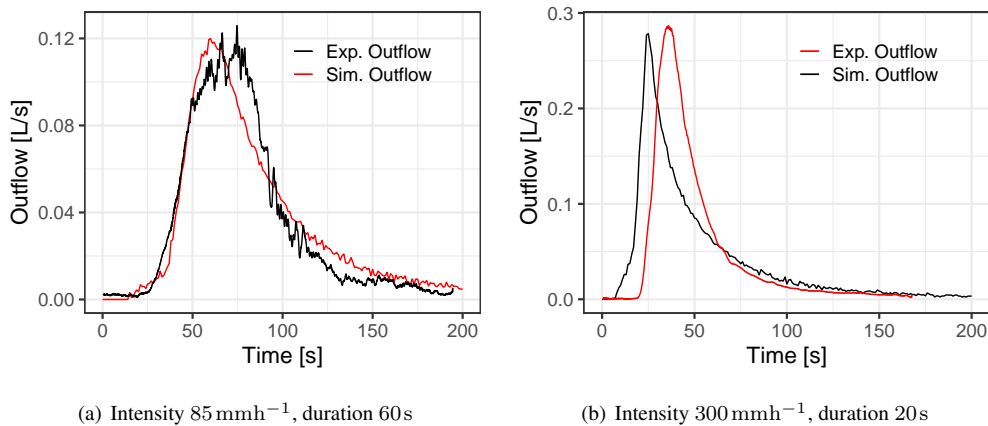 Exp. Outflow
Sim. Outflow
0.12
0.08
0.04
0.00
Outflow [L/s]
0
50
100
150
200
Time [s]
(a) Intensity 85 mmh−1, duration 60 s
Exp. Outflow
Sim. Outflow
0.3
0.2
0.1
0.0
Outflow [L/s]
0
50
100
150
200
Time [s]
(b) Intensity 300 mmh−1, duration 20 s